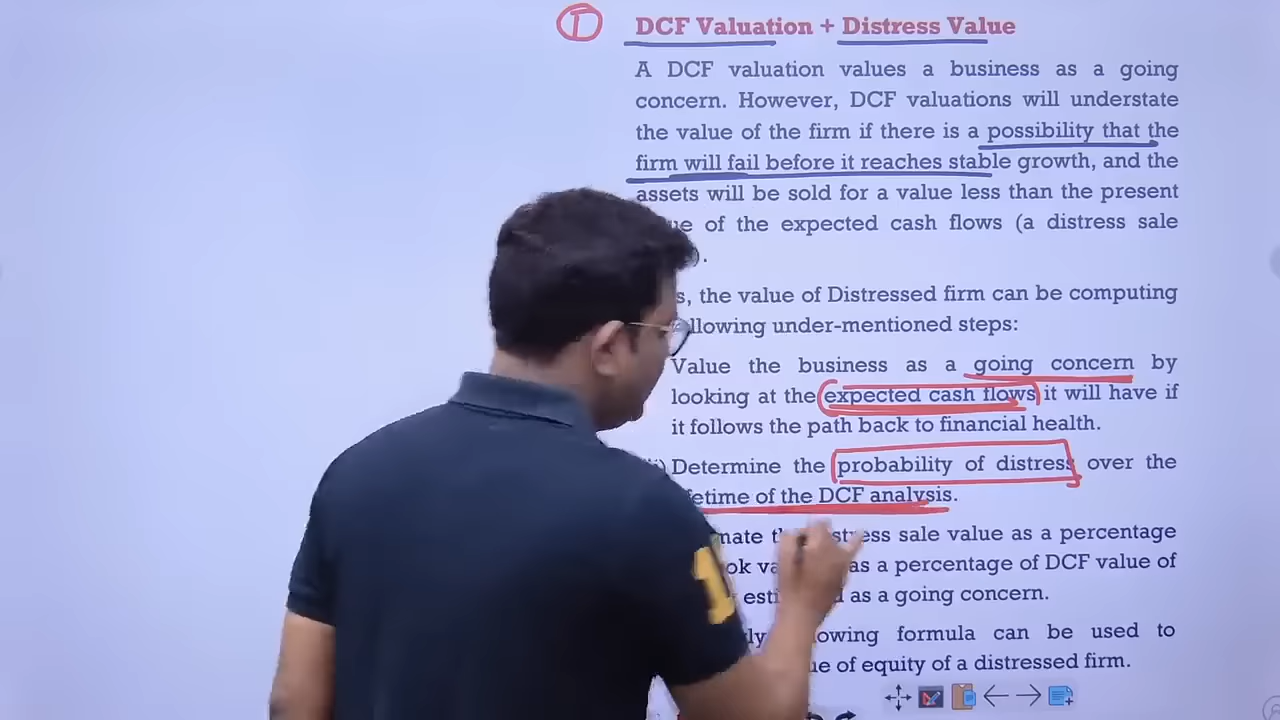 ① DCF Valuation + Distress Value
A DCF valuation values a business as a going
concern. However, DCF valuations will understate
the value of the firm if there is a possibility that the
firm will fail before it reaches stable growth, and the
assets will be sold for a value less than the present
of the expected cash flows (a distress sale
).
the value of Distressed firm can be computing
under-mentioned steps:
Value the business as a going concern by
looking at the expected cash flows it will have if
it follows the path back to financial health.
Determine the probability of distress over the
of the DCF analysis.
sale value as a percentage
as a percentage of DCF value of
as a going concern.
formula can be used to
of equity of a distressed firm.
1